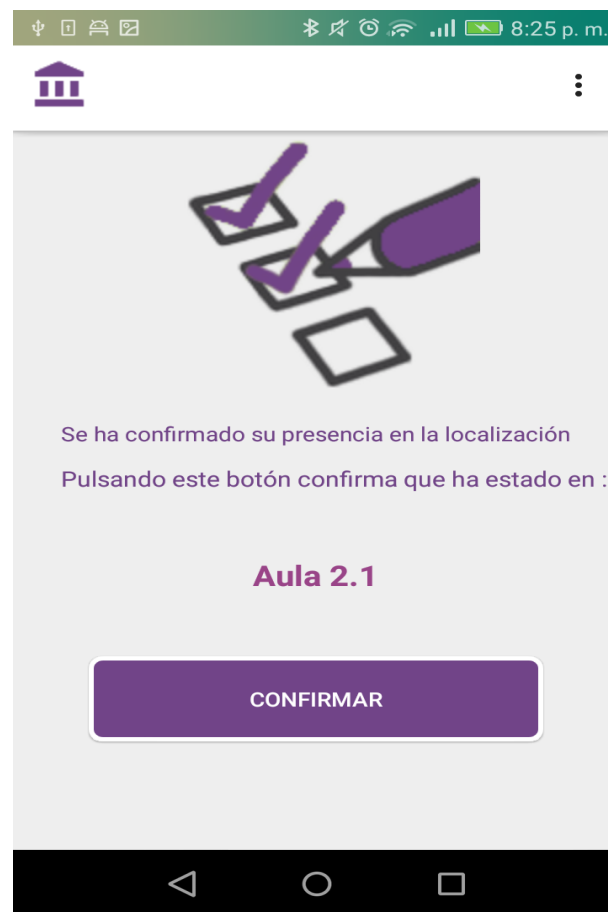 8:25 p. m.
Se ha confirmado su presencia en la localización
Pulsando este botón confirma que ha estado en :
Aula 2.1
CONFIRMAR